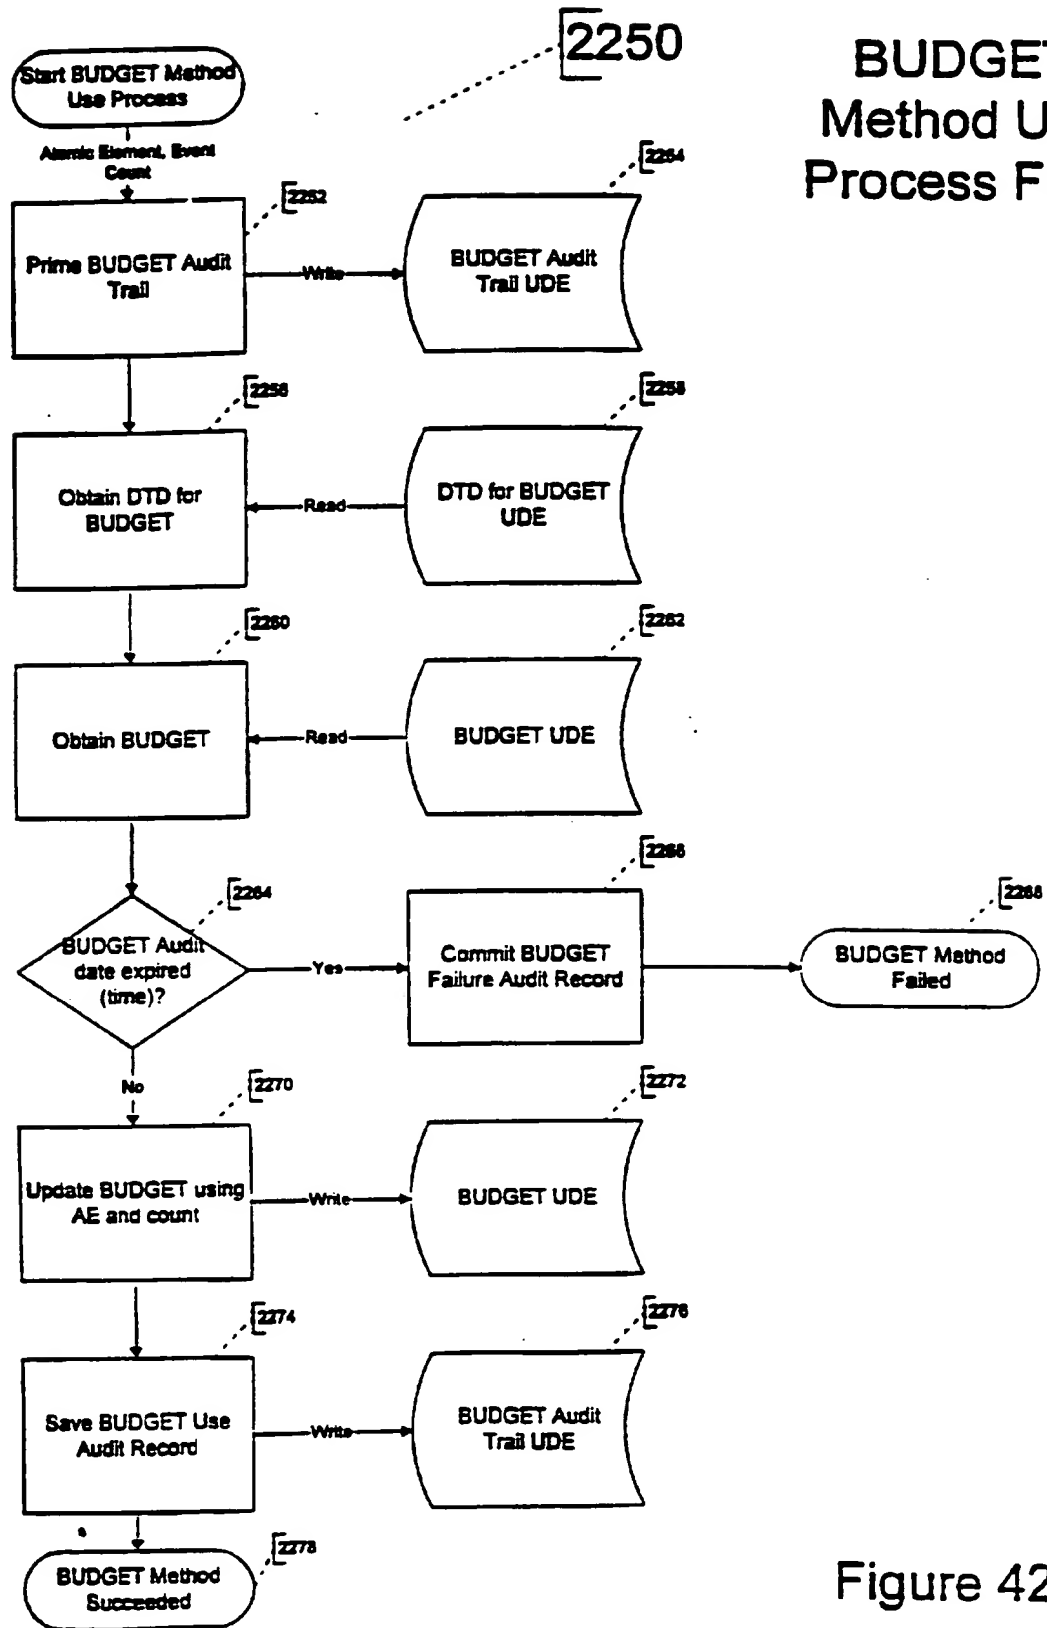 2250
BUDGET
Method U
Process F
Start BUDGET Method
Use Process
Atomic Element, Event
Count
2252
2254
Prime BUDGET Audit
Trail
Write
BUDGET Audit
Trail UDE
2256
2258
Obtain DTD for
BUDGET
Read
DTD for BUDGET
UDE
2260
2262
Obtain BUDGET
Read
BUDGET UDE
2264
2266
2268
BUDGET Audit
date expired
(time)?
Yes
Commit BUDGET
Failure Audit Record
BUDGET Method
Failed
No
2270
2272
Update BUDGET using
AE and count
Write
BUDGET UDE
2274
2276
Save BUDGET Use
Audit Record
Write
BUDGET Audit
Trail UDE
2278
BUDGET Method
Succeeded
Figure 42